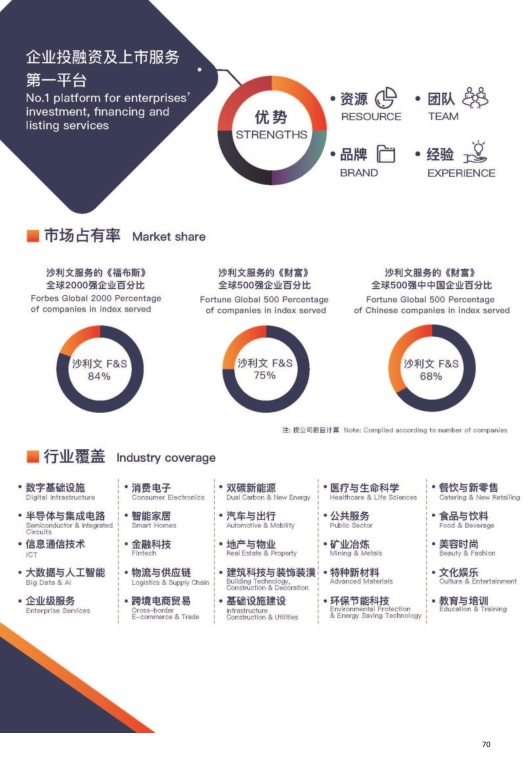 企业投融资及上市服务
第一平台
No.1 platform for enterprises'
investment, financing and
listing services
优势
STRENGTHS
• 资源
RESOURCE
• 团队
TEAM
• 品牌
BRAND
• 经验
EXPERIENCE
市场占有率 Market share
沙利文服务的《福布斯》
全球2000强企业百分比
Forbes Global 2000 Percentage
of companies in index served
沙利文 F&S
84%
沙利文服务的《财富》
全球500强企业百分比
Fortune Global 500 Percentage
of companies in index served
沙利文 F&S
75%
沙利文服务的《财富》
全球500强中中国企业百分比
Fortune Global 500 Percentage
of Chinese companies in index served
沙利文 F&S
68%
注: 按公司数目计算 Note: Compiled according to number of companies
行业覆盖 Industry coverage
• 数字基础设施
Digital Infrastructure
• 半导体与集成电路
Semiconductor & Integrated
Circuits
• 信息通信技术
ICT
• 大数据与人工智能
Big Data & AI
• 企业级服务
Enterprise Services
• 消费电子
Consumer Electronics
• 智能家居
Smart Homes
• 金融科技
Fintech
• 物流与供应链
Logistics & Supply Chain
• 跨境电商贸易
Cross-border
E-commerce & Trade
• 双碳新能源
Dual Carbon & New Energy
• 汽车与出行
Automotive & Mobility
• 地产与物业
Real Estate & Property
• 建筑科技与装饰装潢
Building Technology,
Construction & Decoration
• 基础设施建设
Infrastructure
Construction & Utilities
• 医疗与生命科学
Healthcare & Life Sciences
• 公共服务
Public Sector
• 矿业冶炼
Mining & Metals
• 特种新材料
Advanced Materials
• 环保节能科技
Environmental Protection
& Energy Saving Technology
• 餐饮与新零售
Catering & New Retailing
• 食品与饮料
Food & Beverage
• 美容时尚
Beauty & Fashion
• 文化娱乐
Culture & Entertainment
• 教育与培训
Education & Training
70